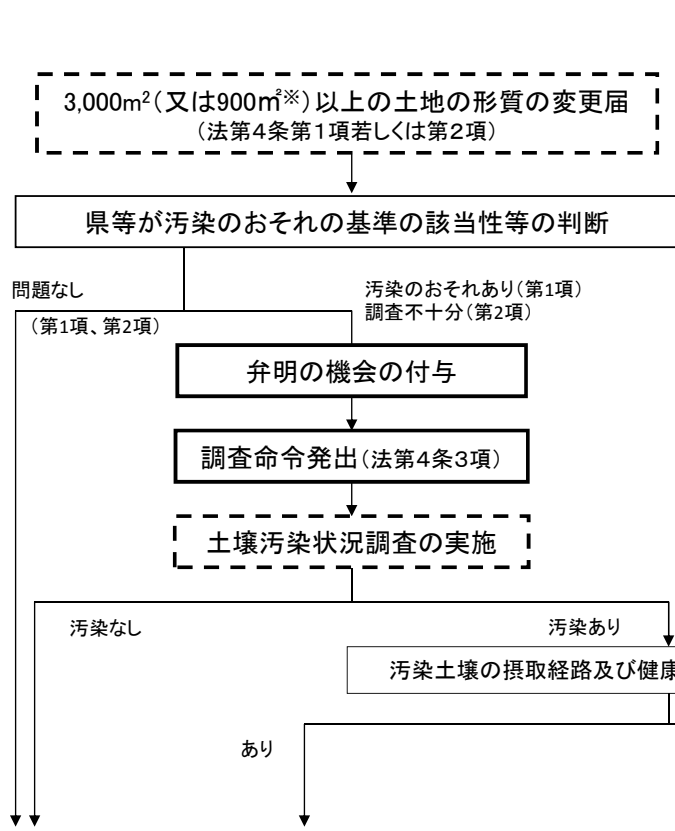 3,000m²(又は900㎡※)以上の土地の形質の変更届
(法第4条第1項若しくは第2項)
県等が汚染のおそれの基準の該当性等の判断
問題なし
(第1項、第2項)
汚染のおそれあり(第1項)
調査不十分(第2項)
弁明の機会の付与
調査命令発出(法第4条3項)
土壌汚染状況調査の実施
汚染なし
汚染あり
汚染土壌の摂取経路及び健康
あり